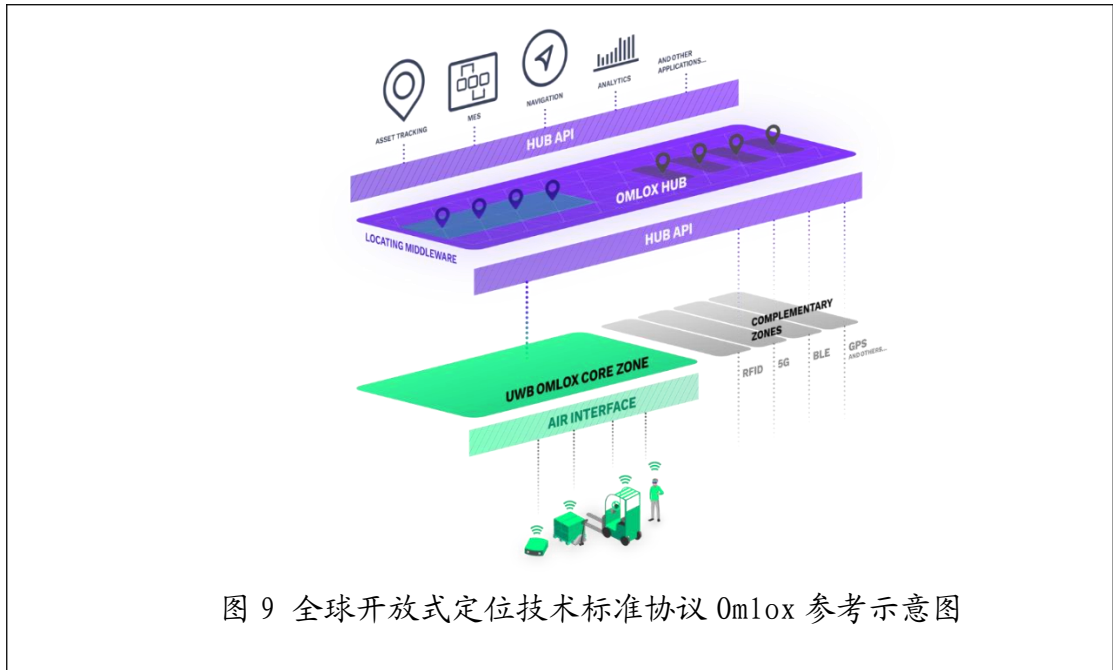 ASSET TRACKING
MES
NAVIGATION
ANALYTICS
AND OTHER
APPLICATIONS...
HUB API
OMLOX HUB
LOCATING MIDDLEWARE
HUB API
COMPLEMENTARY
ZONES
RFID
5G
BLE
GPS
AND OTHERS...
UWB OMLOX CORE ZONE
AIR INTERFACE
图 9 全球开放式定位技术标准协议 Omlox 参考示意图